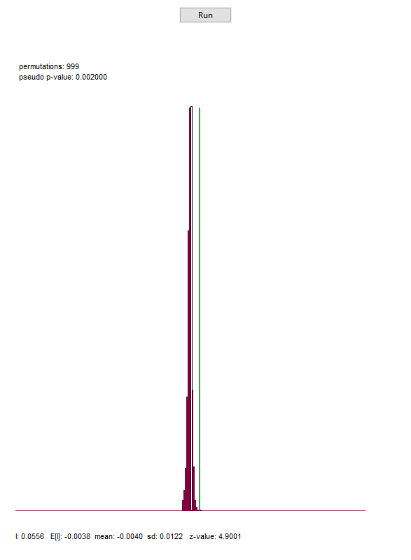 Run
permutations: 999
pseudo p-value: 0.002000
I: 0.0556 E[I]: -0.0038 mean: -0.0040 sd: 0.0122 z-value: 4.9001